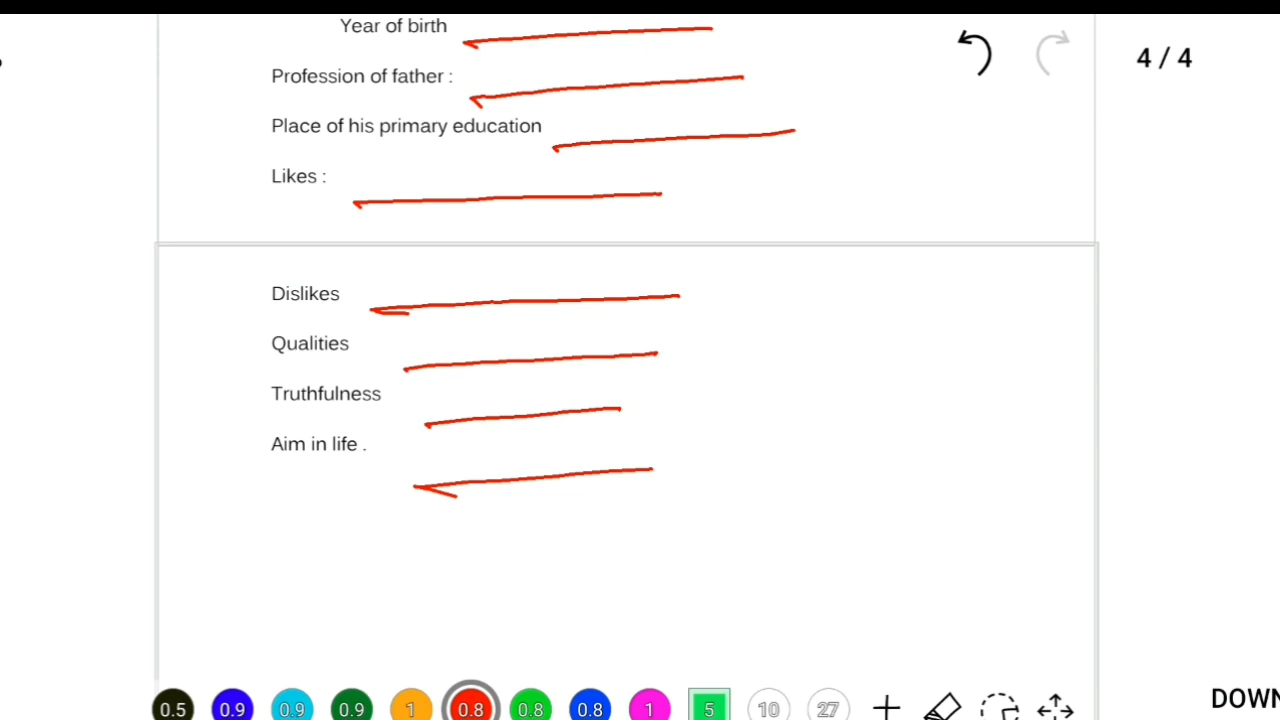 Year of birth
4 / 4
Profession of father :
Place of his primary education
Likes :
Dislikes
Qualities
Truthfulness
Aim in life .
0.5 0.9 0.9 0.9 1 0.8 0.8 0.8 1 5 10 27
DOWN